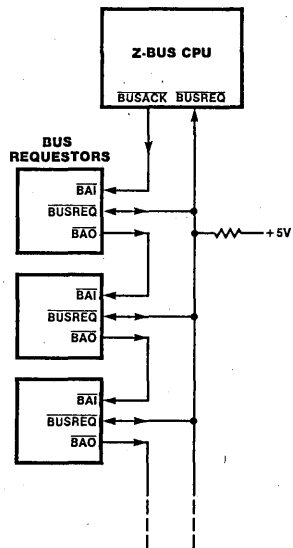 Z-BUS CPU
BUSACK BUSREQ
BUS
REQUESTORS
BAI
BUSREQ
BAO
+5V
BAI
BUSREQ
BAO
BAI
BUSREQ
BAO